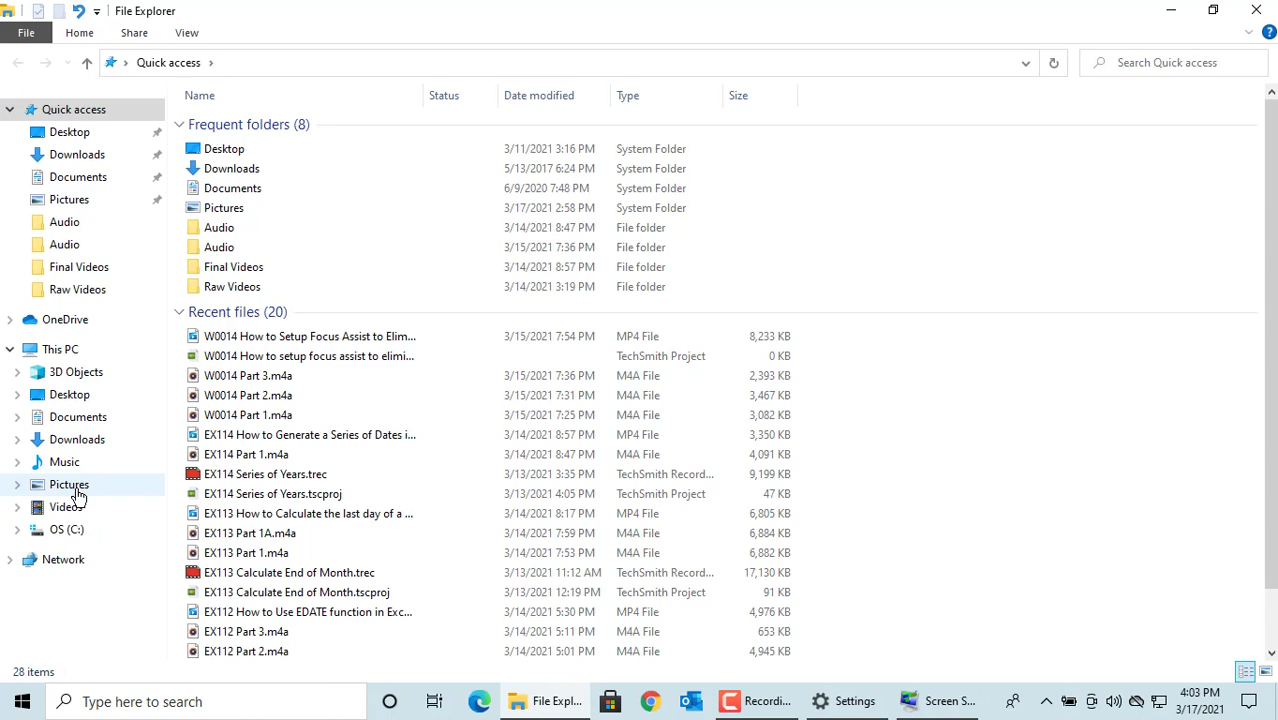 File Explorer
File Home Share View
Quick access Search Quick access
Name Status Date modified Type Size
Quick access
Desktop
Downloads
Documents
Pictures
Audio
Audio
Final Videos
Raw Videos
OneDrive
This PC
3D Objects
Desktop
Documents
Downloads
Music
Pictures
Videos
OS (C:)
Network
Frequent folders (8)
Desktop 3/11/2021 3:16 PM System Folder
Downloads 5/13/2017 6:24 PM System Folder
Documents 6/9/2020 7:48 PM System Folder
Pictures 3/17/2021 2:58 PM System Folder
Audio 3/14/2021 8:47 PM File folder
Audio 3/15/2021 7:36 PM File folder
Final Videos 3/14/2021 8:57 PM File folder
Raw Videos 3/14/2021 3:19 PM File folder
Recent files (20)
W0014 How to Setup Focus Assist to Elim... 3/15/2021 7:54 PM MP4 File 8,233 KB
W0014 How to setup focus assist to elimi... TechSmith Project 0 KB
W0014 Part 3.m4a 3/15/2021 7:36 PM M4A File 2,393 KB
W0014 Part 2.m4a 3/15/2021 7:31 PM M4A File 3,467 KB
W0014 Part 1.m4a 3/15/2021 7:25 PM M4A File 3,082 KB
EX114 How to Generate a Series of Dates i... 3/14/2021 8:57 PM MP4 File 3,350 KB
EX114 Part 1.m4a 3/14/2021 8:47 PM M4A File 4,091 KB
EX114 Series of Years.trec 3/13/2021 3:35 PM TechSmith Record... 9,199 KB
EX114 Series of Years.tscproj 3/13/2021 4:05 PM TechSmith Project 47 KB
EX113 How to Calculate the last day of a ... 3/14/2021 8:17 PM MP4 File 6,805 KB
EX113 Part 1A.m4a 3/14/2021 7:59 PM M4A File 6,884 KB
EX113 Part 1.m4a 3/14/2021 7:53 PM M4A File 6,882 KB
EX113 Calculate End of Month.trec 3/13/2021 11:12 AM TechSmith Record... 17,130 KB
EX113 Calculate End of Month.tscproj 3/13/2021 12:19 PM TechSmith Project 91 KB
EX112 How to Use EDATE function in Exc... 3/14/2021 5:30 PM MP4 File 4,976 KB
EX112 Part 3.m4a 3/14/2021 5:11 PM M4A File 653 KB
EX112 Part 2.m4a 3/14/2021 5:01 PM M4A File 4,945 KB
28 items
Type here to search File Expl... Recordi... Settings Screen S... 4:03 PM
3/17/2021